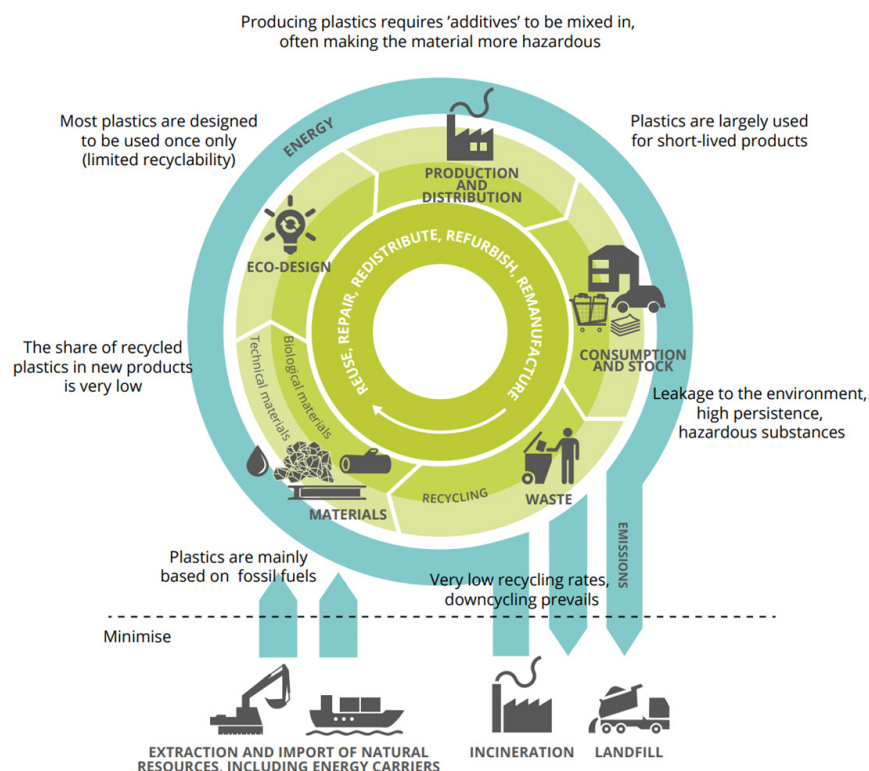 Producing plastics requires ‘additives’ to be mixed in,
often making the material more hazardous
Most plastics are designed
to be used once only
(limited recyclability)
Plastics are largely used
for short-lived products
ENERGY
PRODUCTION
AND
DISTRIBUTION
ECO-DESIGN
REUSE, REPAIR, REDISTRIBUTE, REFURBISH, REMANUFACTURE
CONSUMPTION
AND STOCK
The share of recycled
plastics in new products
is very low
Technical materials
Biological materials
Leakage to the environment,
high persistence,
hazardous substances
MATERIALS
RECYCLING
WASTE
EMISSIONS
Plastics are mainly
based on fossil fuels
Very low recycling rates,
downcycling prevails
Minimise
EXTRACTION AND IMPORT OF NATURAL
RESOURCES, INCLUDING ENERGY CARRIERS
INCINERATION
LANDFILL